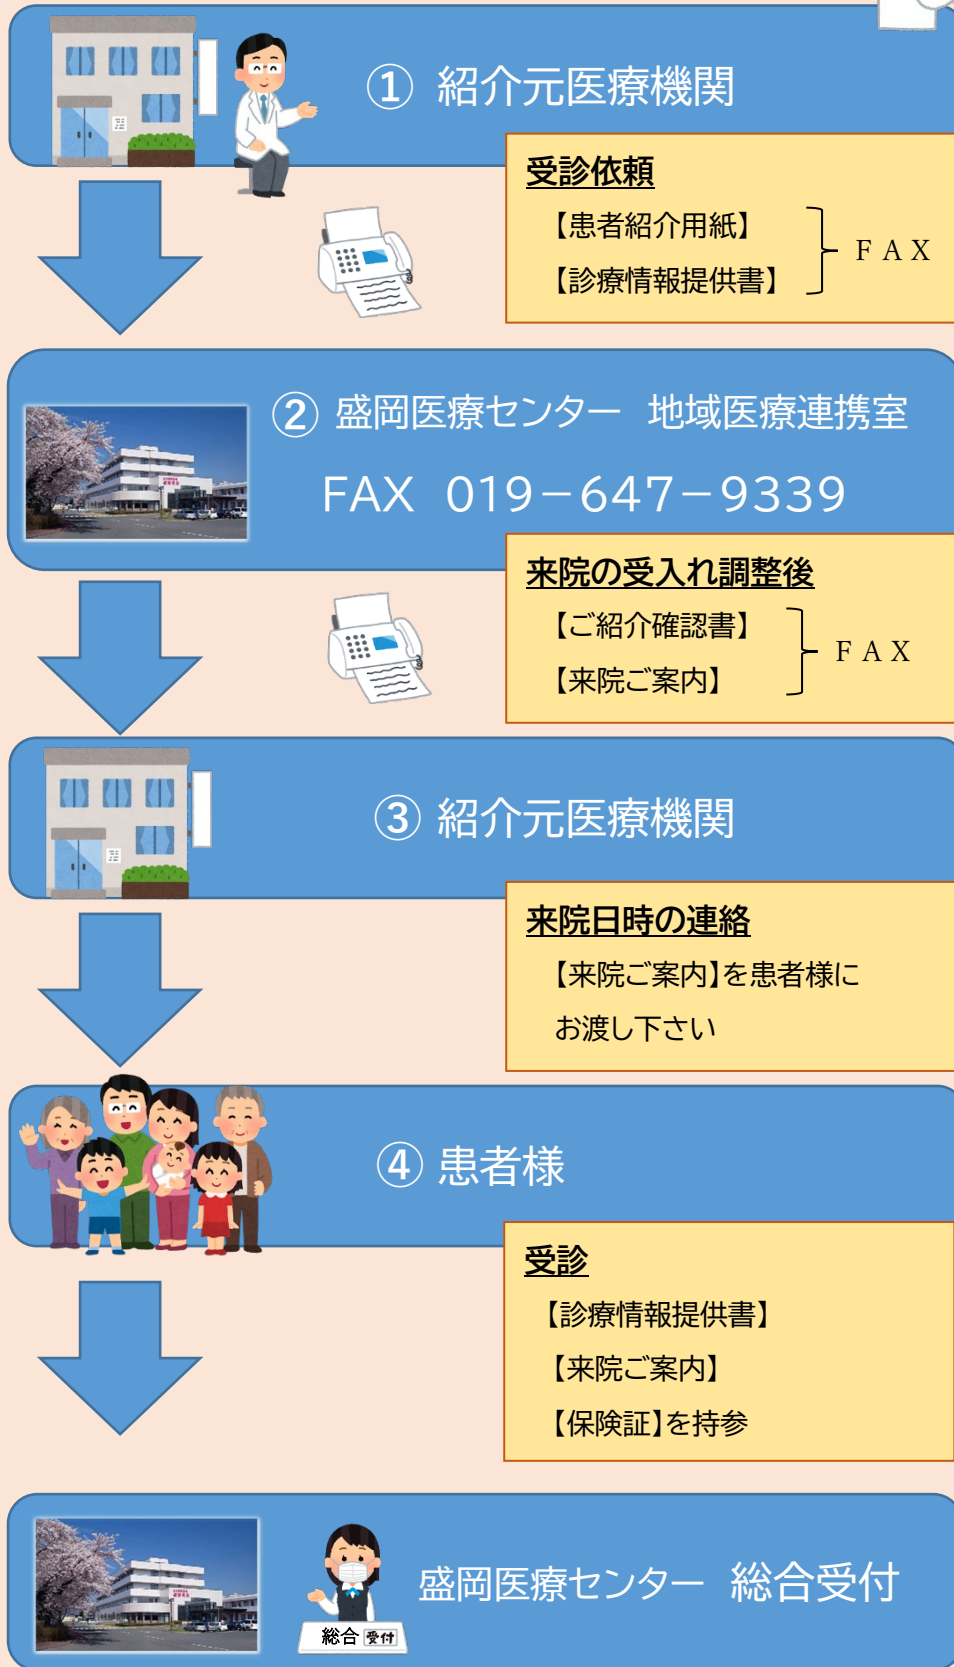 ① 紹介元医療機関
受診依頼
【患者紹介用紙】
【診療情報提供書】
ＦＡＸ
② 盛岡医療センター　地域医療連携室
FAX 019－647－9339
来院の受入れ調整後
【ご紹介確認書】
【来院ご案内】
ＦＡＸ
③ 紹介元医療機関
来院日時の連絡
【来院ご案内】を患者様に
お渡し下さい
④ 患者様
受診
【診療情報提供書】
【来院ご案内】
【保険証】を持参
盛岡医療センター　総合受付
総合 受付